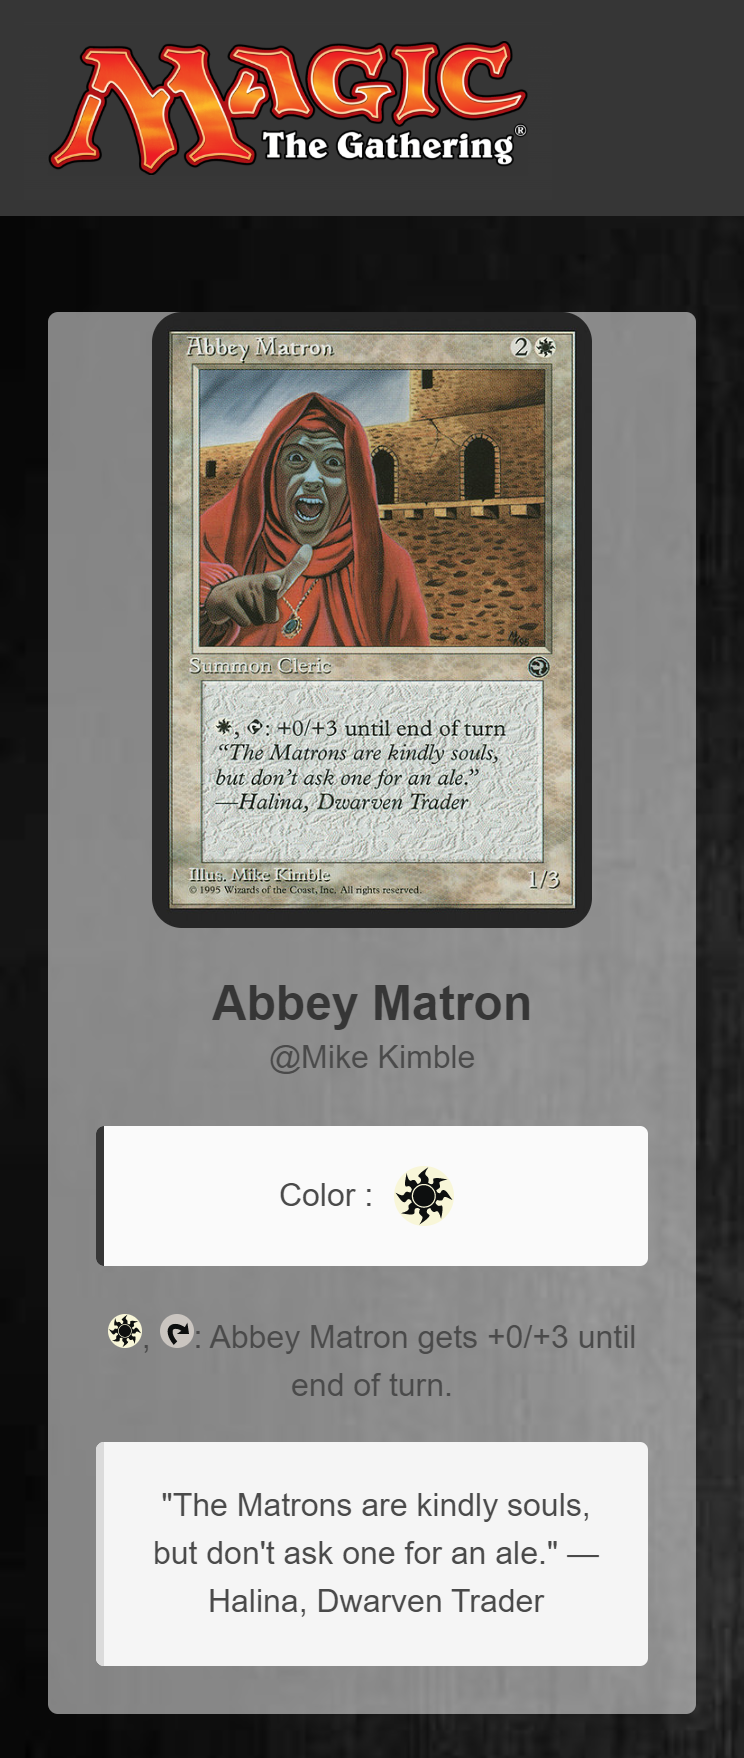 MAGIC
The Gathering®
Abbey Matron 2
Summon Cleric
, : +0/+3 until end of turn
“The Matrons are kindly souls,
but don’t ask one for an ale.”
—Halina, Dwarven Trader
Illus. Mike Kimble
© 1995 Wizards of the Coast, Inc. All rights reserved.
1/3
Abbey Matron
@Mike Kimble
Color :
, : Abbey Matron gets +0/+3 until
end of turn.
"The Matrons are kindly souls,
but don't ask one for an ale." —
Halina, Dwarven Trader